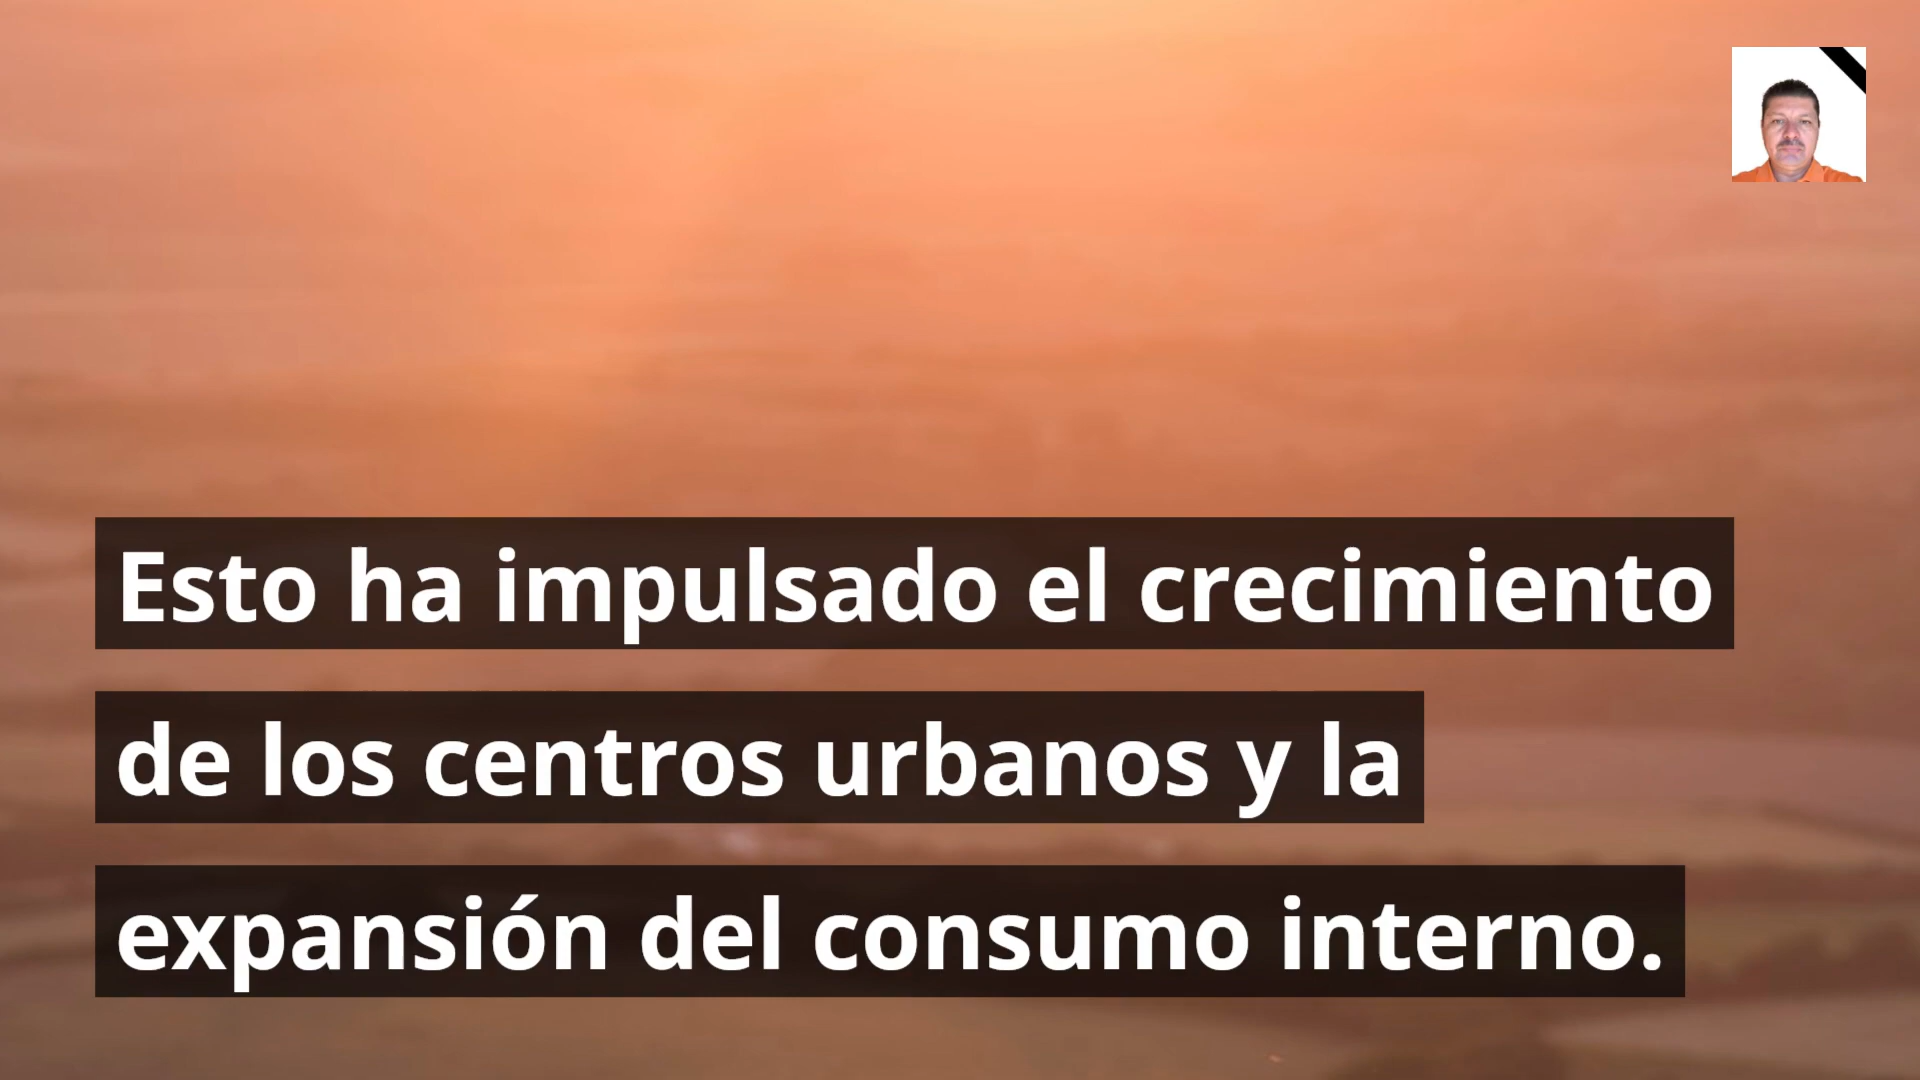 Esto ha impulsado el crecimiento
de los centros urbanos y la
expansión del consumo interno.